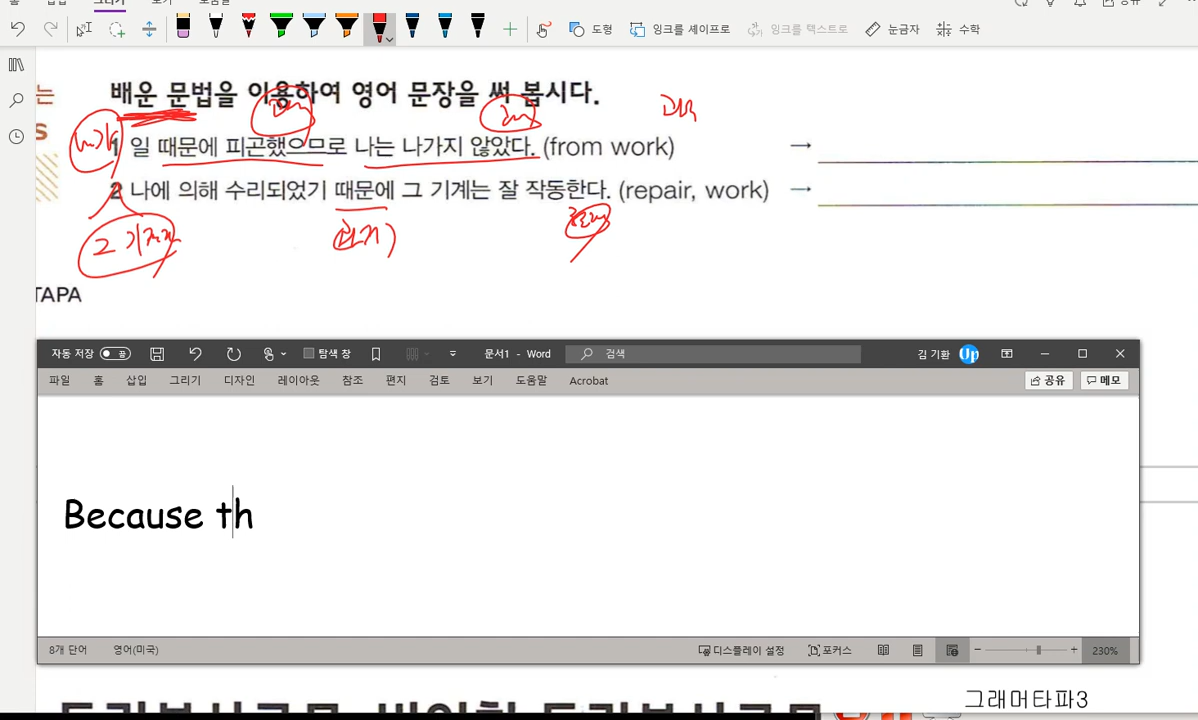 도형 잉크를 셰이프로 잉크를 텍스트로 눈금자 수학
는 배운 문법을 이용하여 영어 문장을 써 봅시다.
S
1 일 때문에 피곤했으므로 나는 나가지 않았다. (from work) →
2 나에 의해 수리되었기 때문에 그 기계는 잘 작동한다. (repair, work) →
TAPA
자동 저장 끔 탐색 창 문서1 - Word 검색 김 기환 Up
파일 홈 삽입 그리기 디자인 레이아웃 참조 편지 검토 보기 도움말 Acrobat 공유 메모
Because th
8개 단어 영어(미국) 디스플레이 설정 포커스 230%
그래머타파3